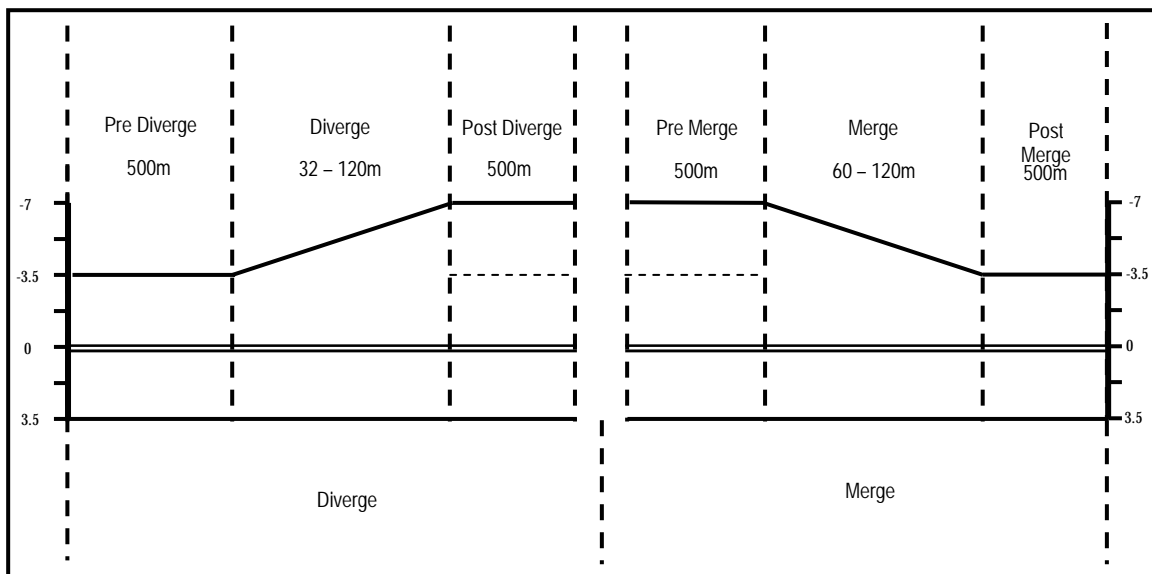 Pre Diverge
500m
Diverge
32 – 120m
Post Diverge
500m
Pre Merge
500m
Merge
60 – 120m
Post
Merge
500m
-7
-3.5
0
3.5
-7
-3.5
0
3.5
Diverge
Merge